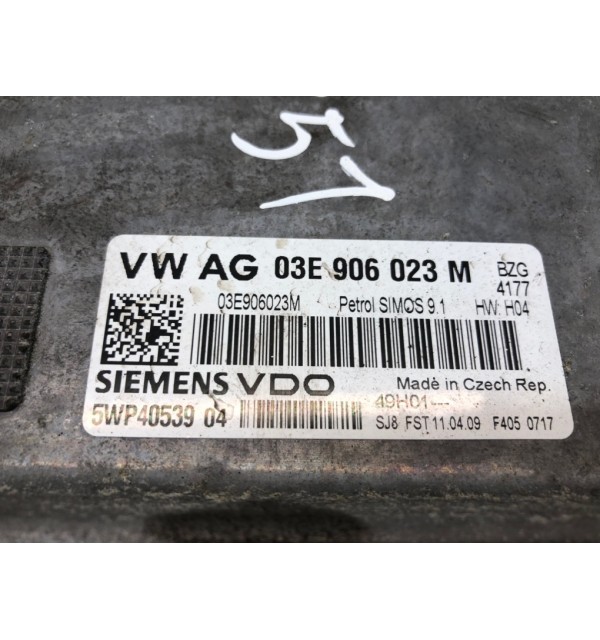 51
VW AG 03E 906 023 M BZG
4177
03E906023M Petrol SIMOS 9.1 HW: H04
SIEMENS VDO Made in Czech Rep.
49H01---
5WP40539 04 SJ8 FST 11.04.09 F405 0717